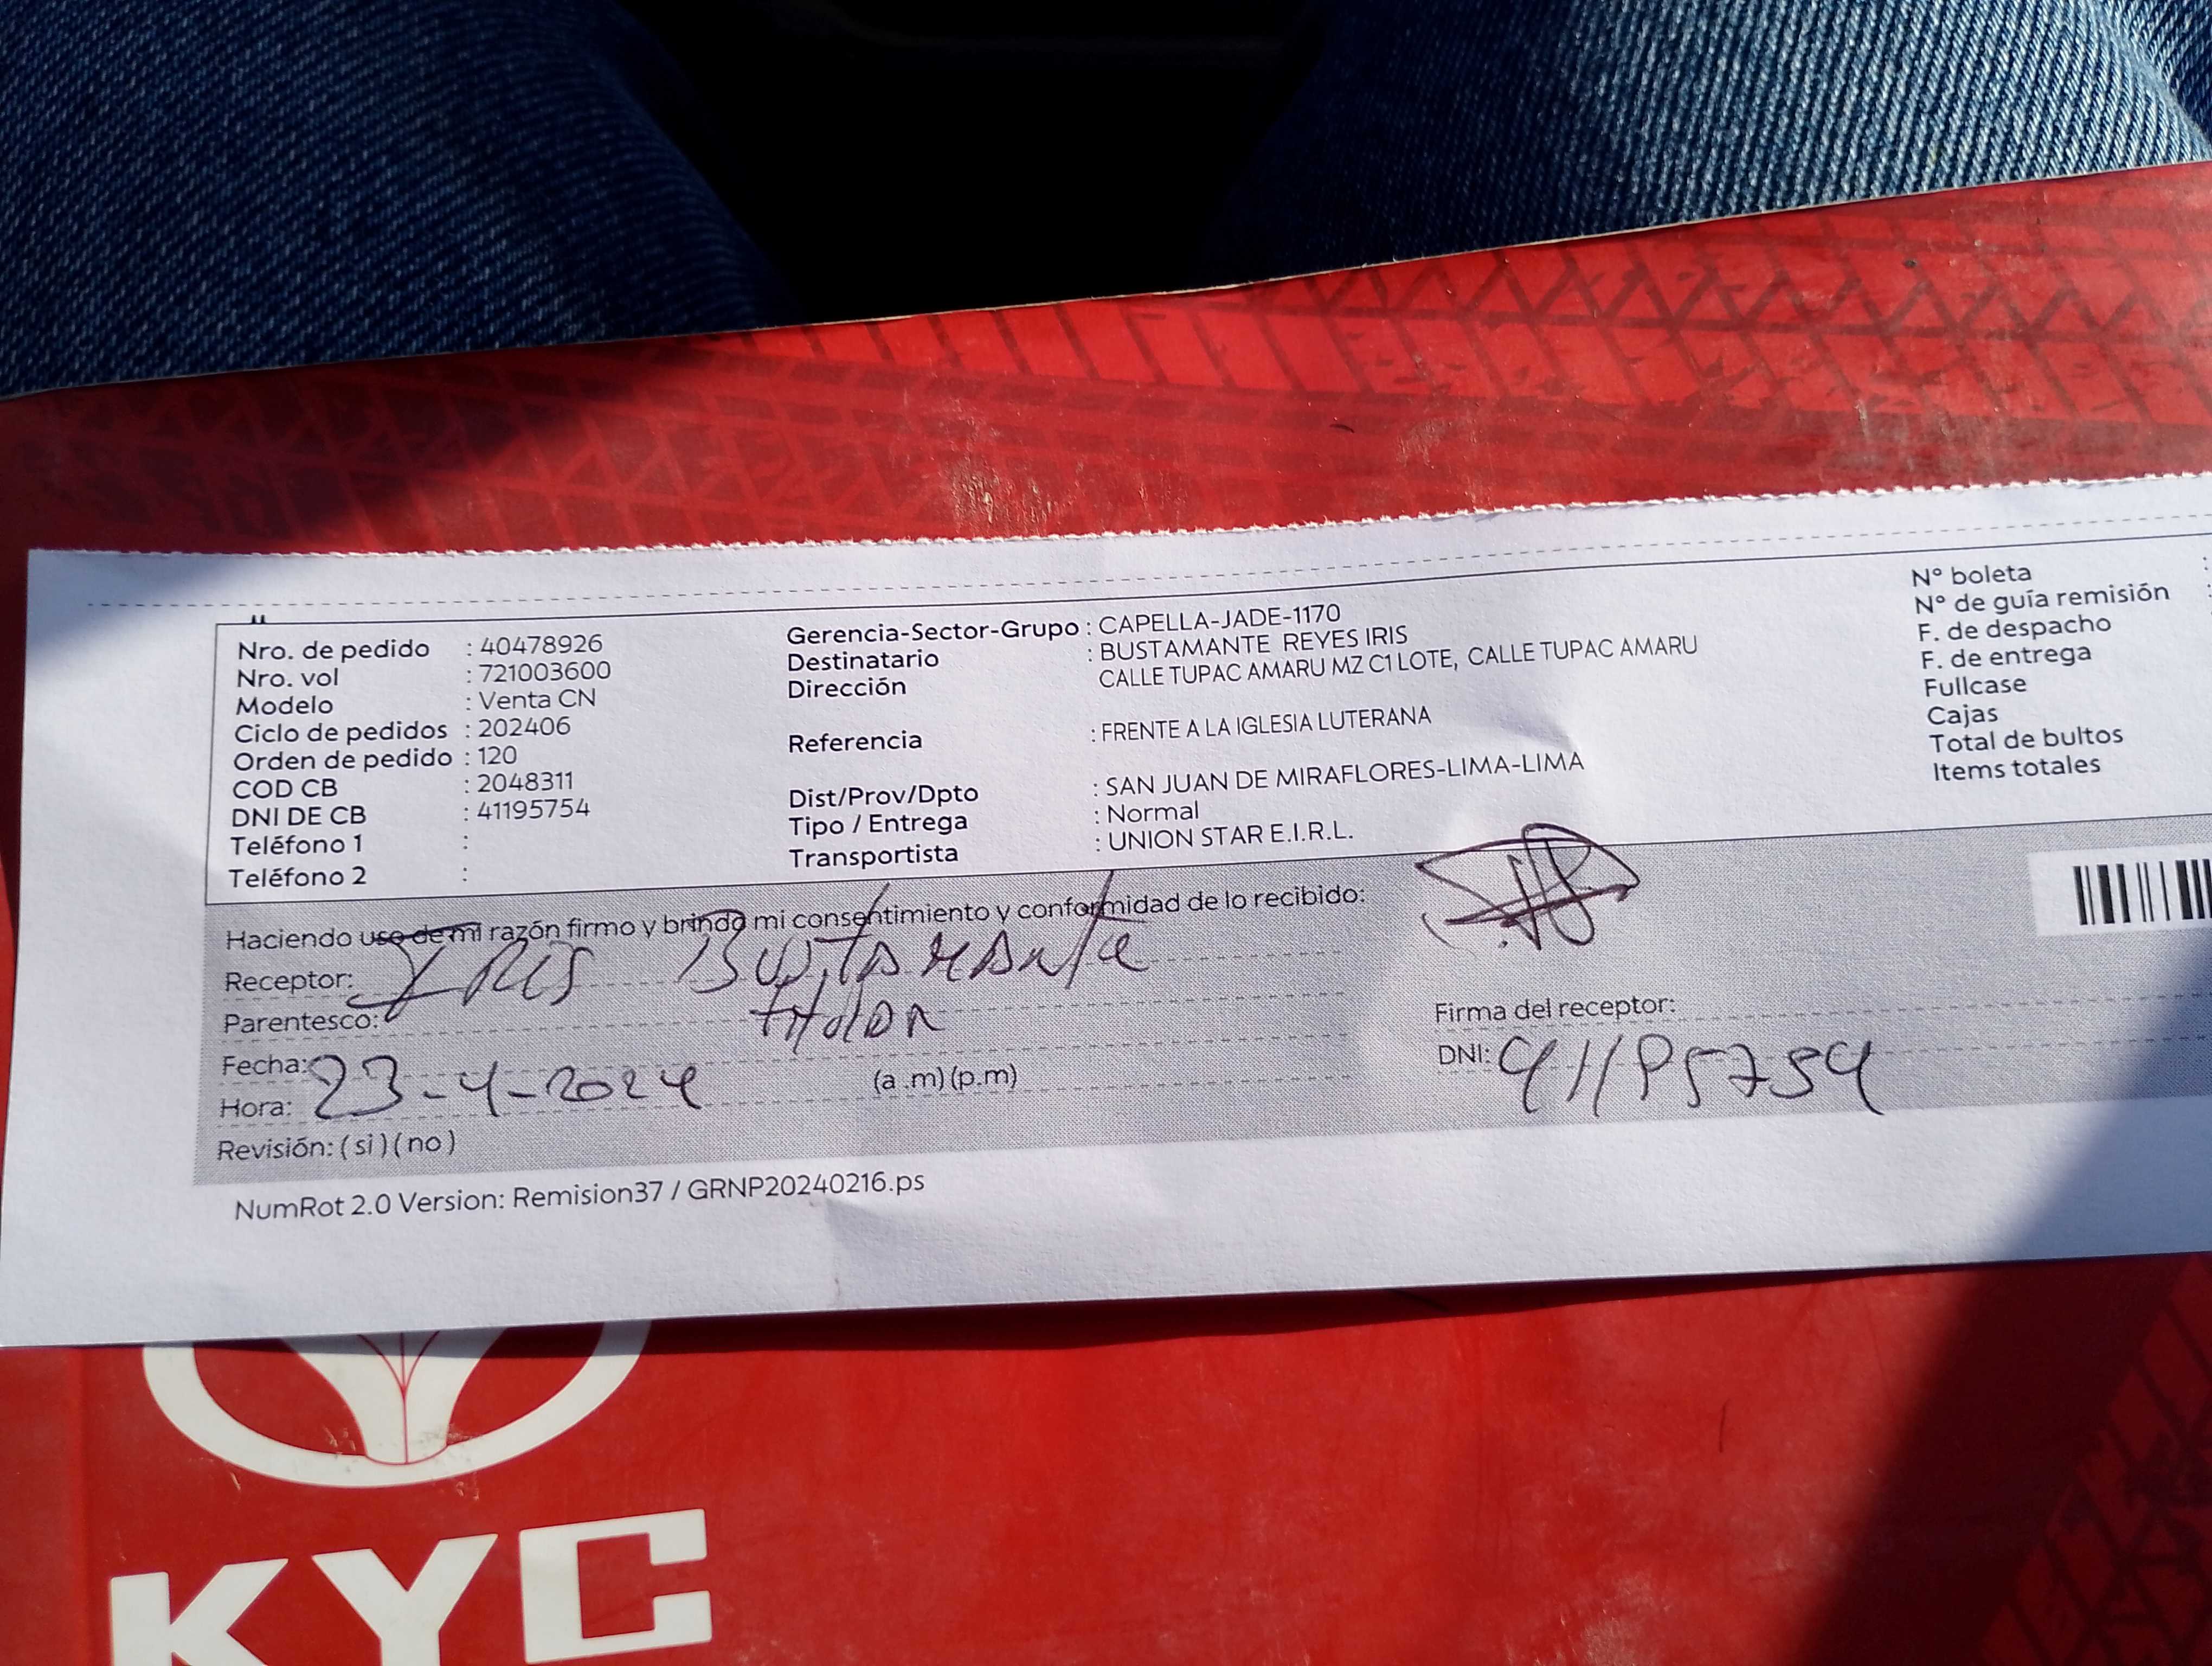 Nro. de pedido : 40478926
Nro. vol : 721003600
Modelo : Venta CN
Ciclo de pedidos : 202406
Orden de pedido : 120
COD CB : 2048311
DNI DE CB : 41195754
Teléfono 1 :
Teléfono 2 :
Gerencia-Sector-Grupo : CAPELLA-JADE-1170
Destinatario : BUSTAMANTE REYES IRIS
Dirección CALLE TUPAC AMARU MZ C1 LOTE, CALLE TUPAC AMARU
Referencia : FRENTE A LA IGLESIA LUTERANA
Dist/Prov/Dpto : SAN JUAN DE MIRAFLORES-LIMA-LIMA
Tipo / Entrega : Normal
Transportista : UNION STAR E.I.R.L.
N° boleta :
N° de guía remisión :
F. de despacho
F. de entrega
Fullcase
Cajas
Total de bultos
Items totales
Haciendo uso de mi razón firmo y brindo mi consentimiento y conformidad de lo recibido:
Receptor: IRIS Bustamante
Parentesco: titular
Fecha: 23-4-2024
Hora: (a .m) (p.m)
Revisión: ( si ) ( no )
Firma del receptor:
DNI: 41195754
NumRot 2.0 Version: Remision37 / GRNP20240216.ps
KYC